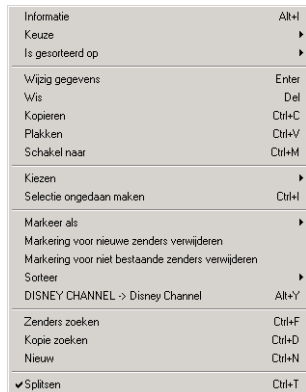 Informatie Alt+I
Keuze
Is gesorteerd op
Wijzig gegevens Enter
Wis Del
Kopieren Ctrl+C
Plakken Ctrl+V
Schakel naar Ctrl+M
Kiezen
Selectie ongedaan maken Ctrl+I
Markeer als
Markering voor nieuwe zenders verwijderen
Markering voor niet bestaande zenders verwijderen
Sorteer
DISNEY CHANNEL -> Disney Channel Alt+Y
Zenders zoeken Ctrl+F
Kopie zoeken Ctrl+D
Nieuw Ctrl+N
Splitsen Ctrl+T